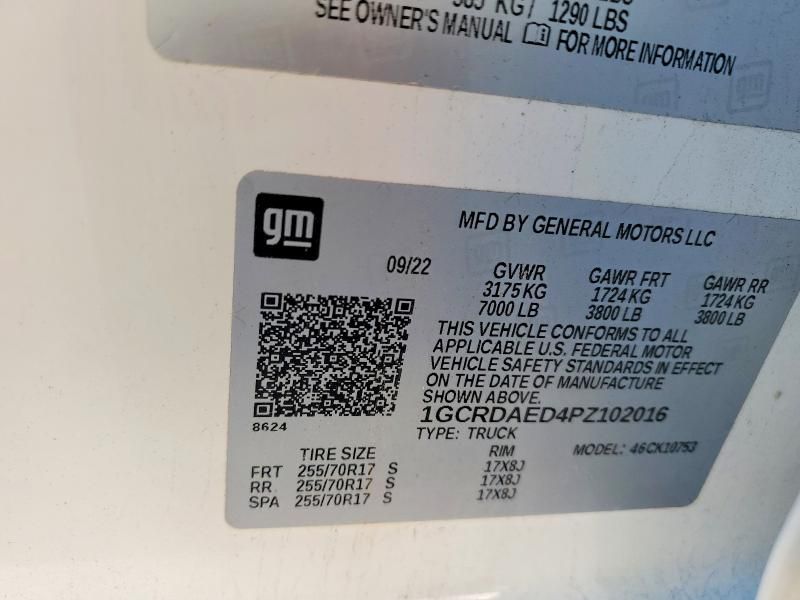 KG / 1290 LBS
SEE OWNER'S MANUAL FOR MORE INFORMATION
gm
MFD BY GENERAL MOTORS LLC
09/22
GVWR GAWR FRT GAWR RR
3175 KG 1724 KG 1724 KG
7000 LB 3800 LB 3800 LB
THIS VEHICLE CONFORMS TO ALL
APPLICABLE U.S. FEDERAL MOTOR
VEHICLE SAFETY STANDARDS IN EFFECT
ON THE DATE OF MANUFACTURE
SHOWN ABOVE.
1GCRDAED4PZ102016
8624
TYPE: TRUCK
MODEL: 46CK10753
TIRE SIZE RIM
FRT 255/70R17 S 17X8J
RR 255/70R17 S 17X8J
SPA 255/70R17 S 17X8J